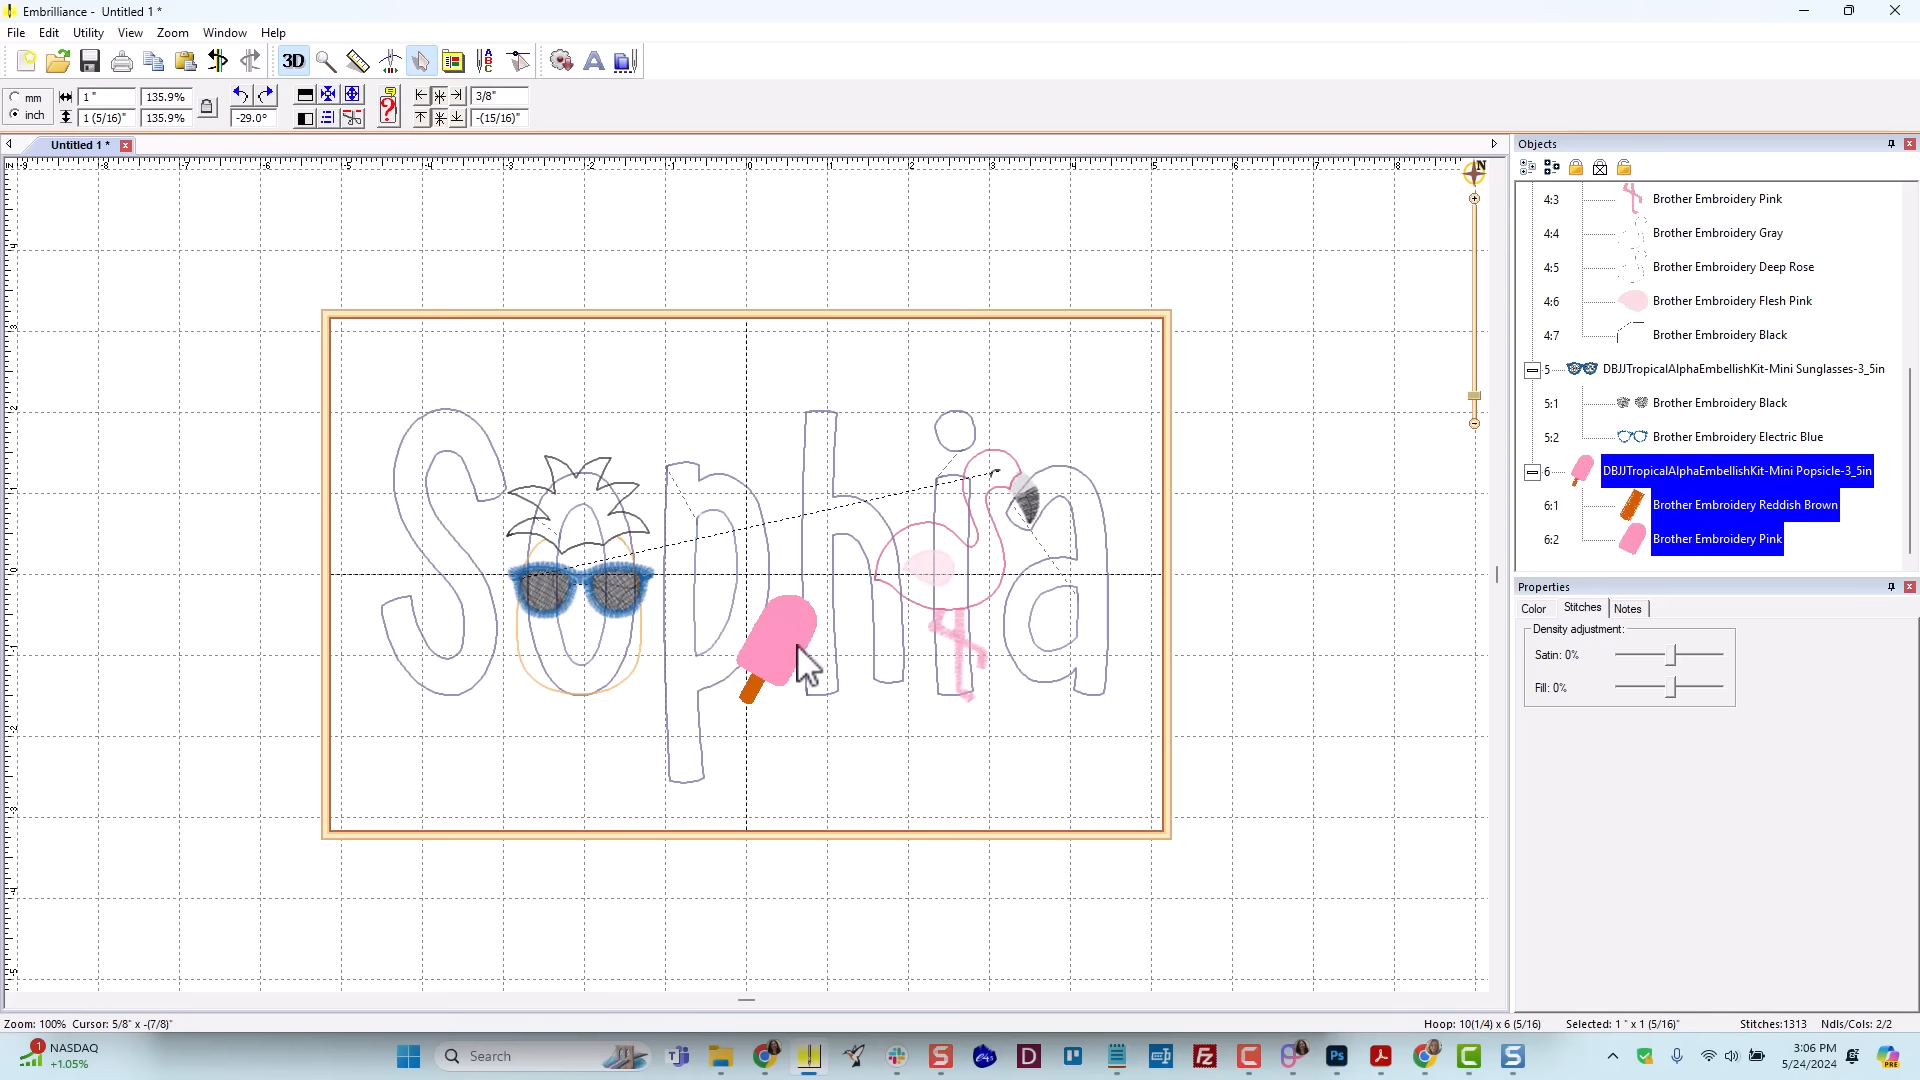 Embrilliance - Untitled 1 *
File Edit Utility View Zoom Window Help
3D
mm 1 " 135.9% 3/8"
inch 1 (5/16)" 135.9% -29.0° -(15/16)"
Untitled 1 * Objects
4:3 Brother Embroidery Pink
4:4 Brother Embroidery Gray
4:5 Brother Embroidery Deep Rose
4:6 Brother Embroidery Flesh Pink
4:7 Brother Embroidery Black
5 DBJJTropicalAlphaEmbellishKit-Mini Sunglasses-3_5in
5:1 Brother Embroidery Black
5:2 Brother Embroidery Electric Blue
6 DBJJTropicalAlphaEmbellishKit-Mini Popsicle-3_5in
6:1 Brother Embroidery Reddish Brown
6:2 Brother Embroidery Pink
Sophia
Properties
Color Stitches Notes
Density adjustment:
Satin: 0%
Fill: 0%
Zoom: 100% Cursor: 5/8" x -(7/8)" Hoop: 10(1/4) x 6 (5/16) Selected: 1 " x 1 (5/16)" Stitches:1313 Ndls/Cols: 2/2
NASDAQ
+1.05%
Search
3:06 PM
5/24/2024